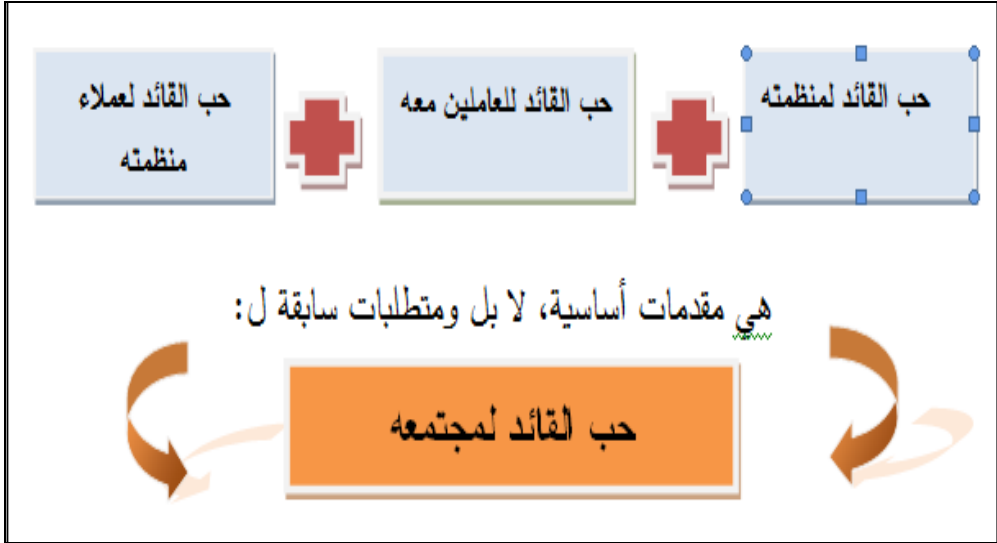 حب القائد لمنظمته
حب القائد للعاملين معه
حب القائد لعملاء
منظمته
هي مقدمات أساسية، لا بل ومتطلبات سابقة ل:
حب القائد لمجتمعه